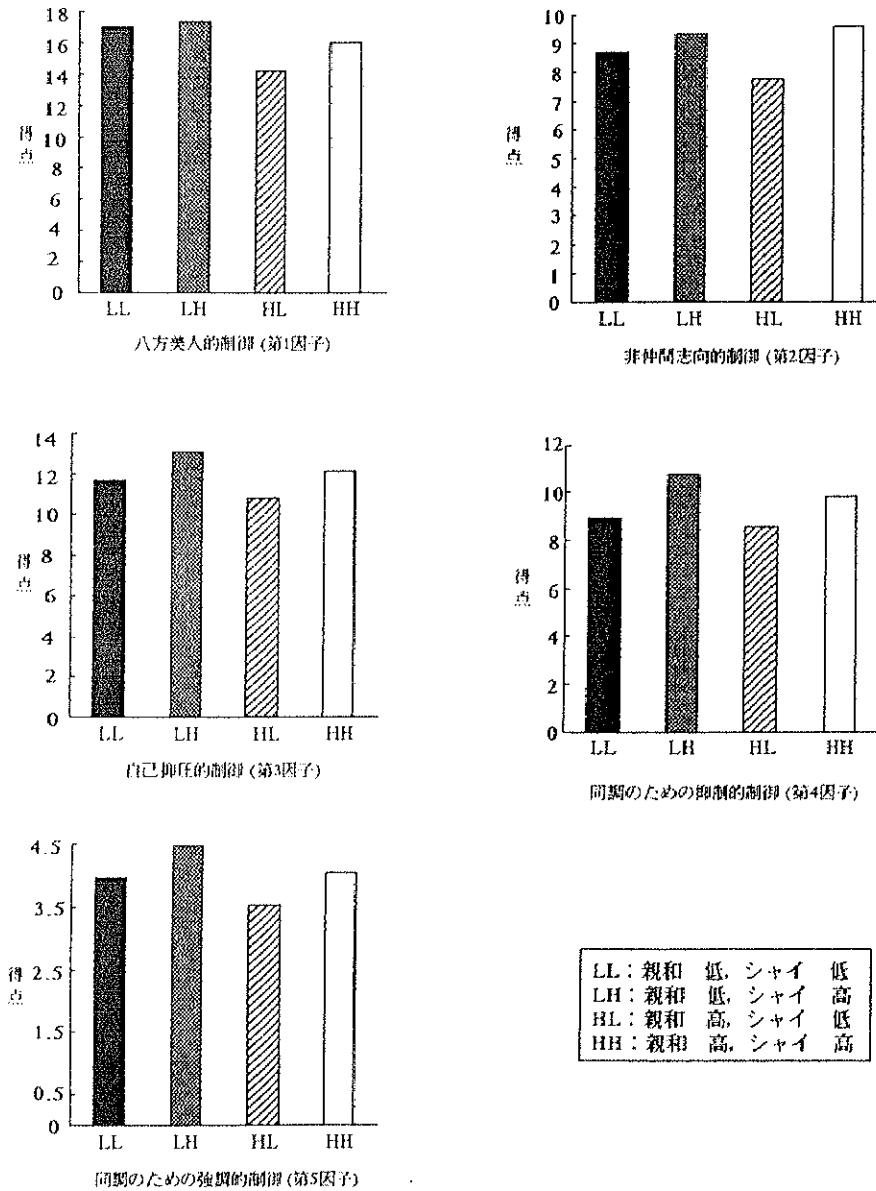 18
16
14
12
10
8
6
4
2
0
得点
LL LH HL HH
八方美人的制御 (第1因子)
10
9
8
7
6
5
4
3
2
1
0
得点
LL LH HL HH
非仲間志向的制御 (第2因子)
14
12
10
8
6
4
2
0
得点
LL LH HL HH
自己抑圧的制御 (第3因子)
12
10
8
6
4
2
0
得点
LL LH HL HH
同調のための抑制的制御 (第4因子)
4.5
3.5
2.5
1.5
0.5
0
得点
LL LH HL HH
同調のための強調的制御 (第5因子)
LL：親和 低, シャイ 低
LH：親和 低, シャイ 高
HL：親和 高, シャイ 低
HH：親和 高, シャイ 高